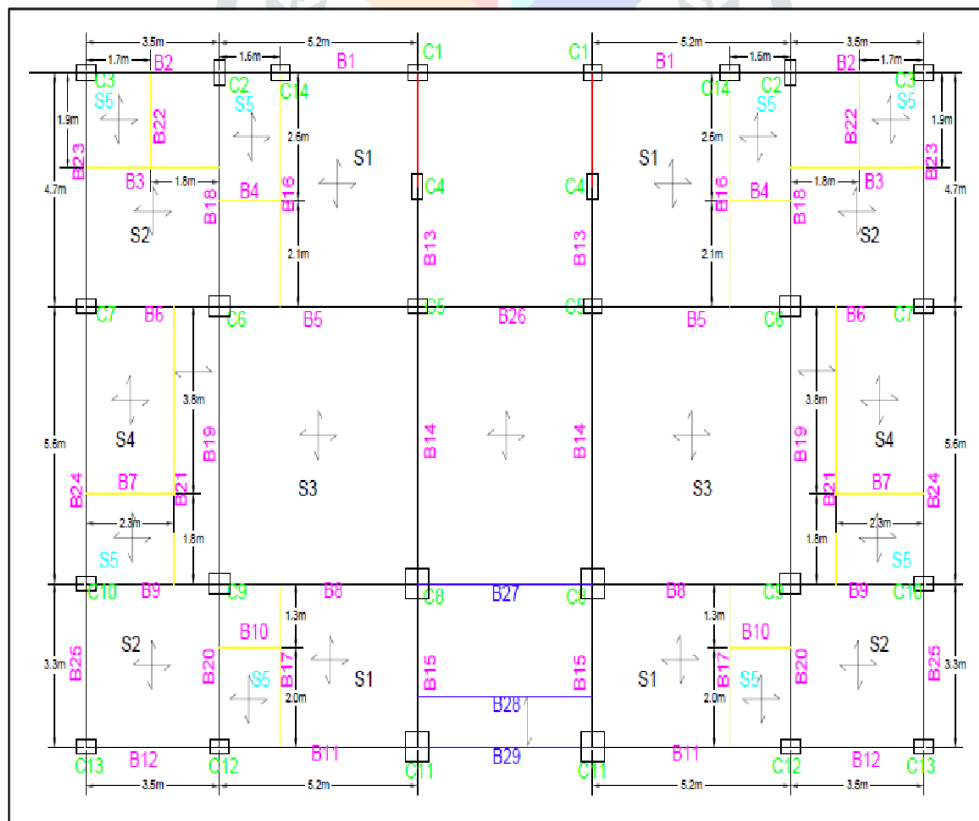 3.5m 5.2m C1 C1 5.2m 3.5m
1.7m B2 1.6m B1 B1 1.6m B2 1.7m
C3 C2 C14 C14 C2 C3
S5 S5 S5 S5
1.9m B22 2.6m S1 S1 2.6m B22 1.9m
B23 B3 1.8m B4 B16 C4 C4 B16 B4 1.8m B3 B23
4.7m B18 B18 4.7m
S2 2.1m B13 B13 2.1m S2
C7 B6 C6 B5 C5 B26 C5 B5 C6 B6 C7
3.8m 3.8m
5.6m S4 B19 B14 B14 B19 S4 5.6m
B24 B7 B21 S3 S3 B21 B7 B24
2.3m 1.8m 1.8m 2.3m
S5 S5
C10 B9 C9 B8 C8 B27 C8 B8 C9 B9 C10
1.3m 1.3m
3.3m S2 B10 B10 S2 3.3m
B25 B20 S5 B17 S1 B15 B15 S1 B17 S5 B20 B25
2.0m B28 2.0m
C13 B12 C12 B11 C11 B29 C11 B11 C12 B12 C13
3.5m 5.2m 5.2m 3.5m